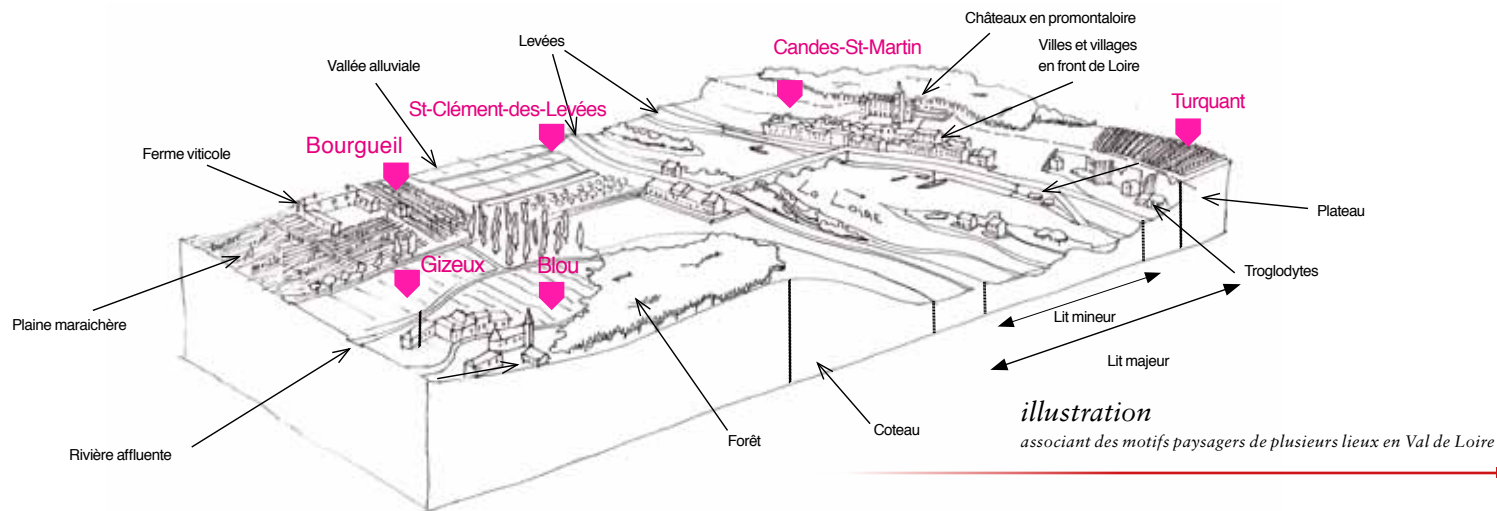 Châteaux en promontaloire
Levées
Candes-St-Martin
Villes et villages
en front de Loire
Vallée alluviale
St-Clément-des-Levées
Turquant
Bourgueil
Ferme viticole
La Loire
Plateau
Gizeux
Blou
Troglodytes
Plaine maraichère
Lit mineur
Lit majeur
illustration
associant des motifs paysagers de plusieurs lieux en Val de Loire
Forêt
Coteau
Rivière affluente